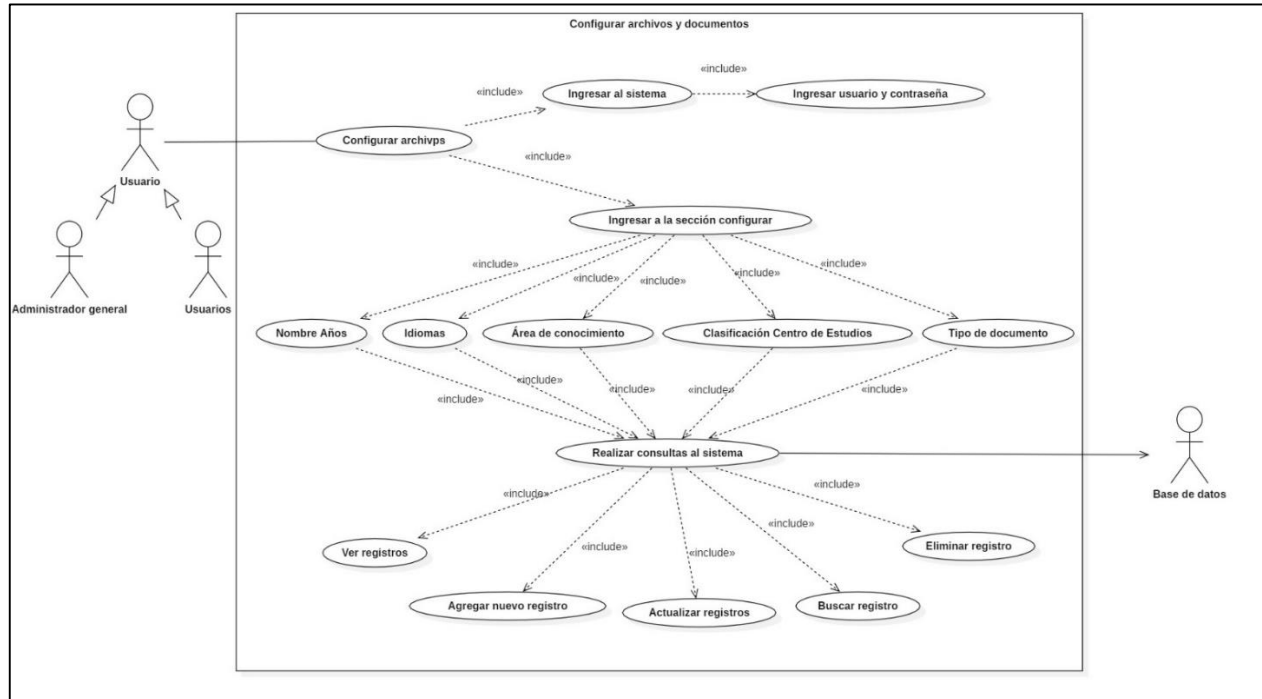 Configurar archivos y documentos
«include»
Ingresar al sistema
«include»
Ingresar usuario y contraseña
«include»
Configurar archivps
Usuario
«include»
Ingresar a la sección configurar
Administrador general
Usuarios
«include»
«include»
«include»
«include»
«include»
Nombre Años
Idiomas
Área de conocimiento
Clasificación Centro de Estudios
Tipo de documento
«include»
«include»
«include»
«include»
«include»
Realizar consultas al sistema
Base de datos
«include»
«include»
«include»
«include»
«include»
Ver registros
Agregar nuevo registro
Actualizar registros
Buscar registro
Eliminar registro